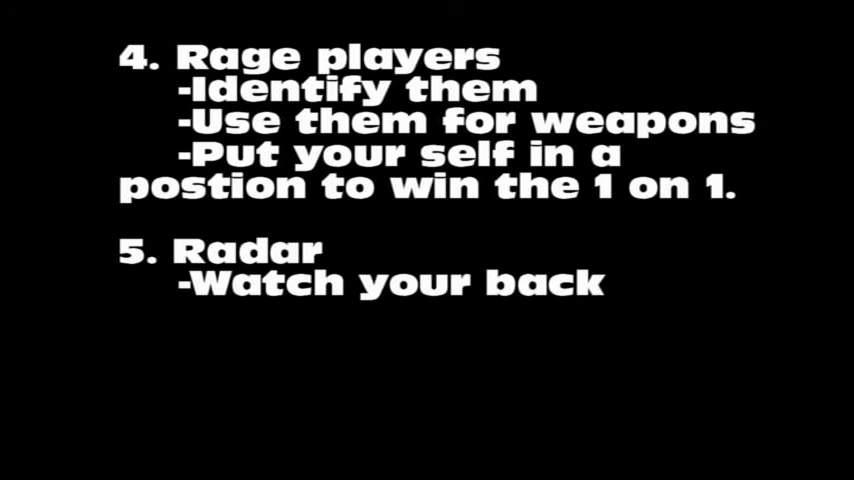 4. Rage players
-Identify them
-Use them for weapons
-Put your self in a
postion to win the 1 on 1.
5. Radar
-Watch your back